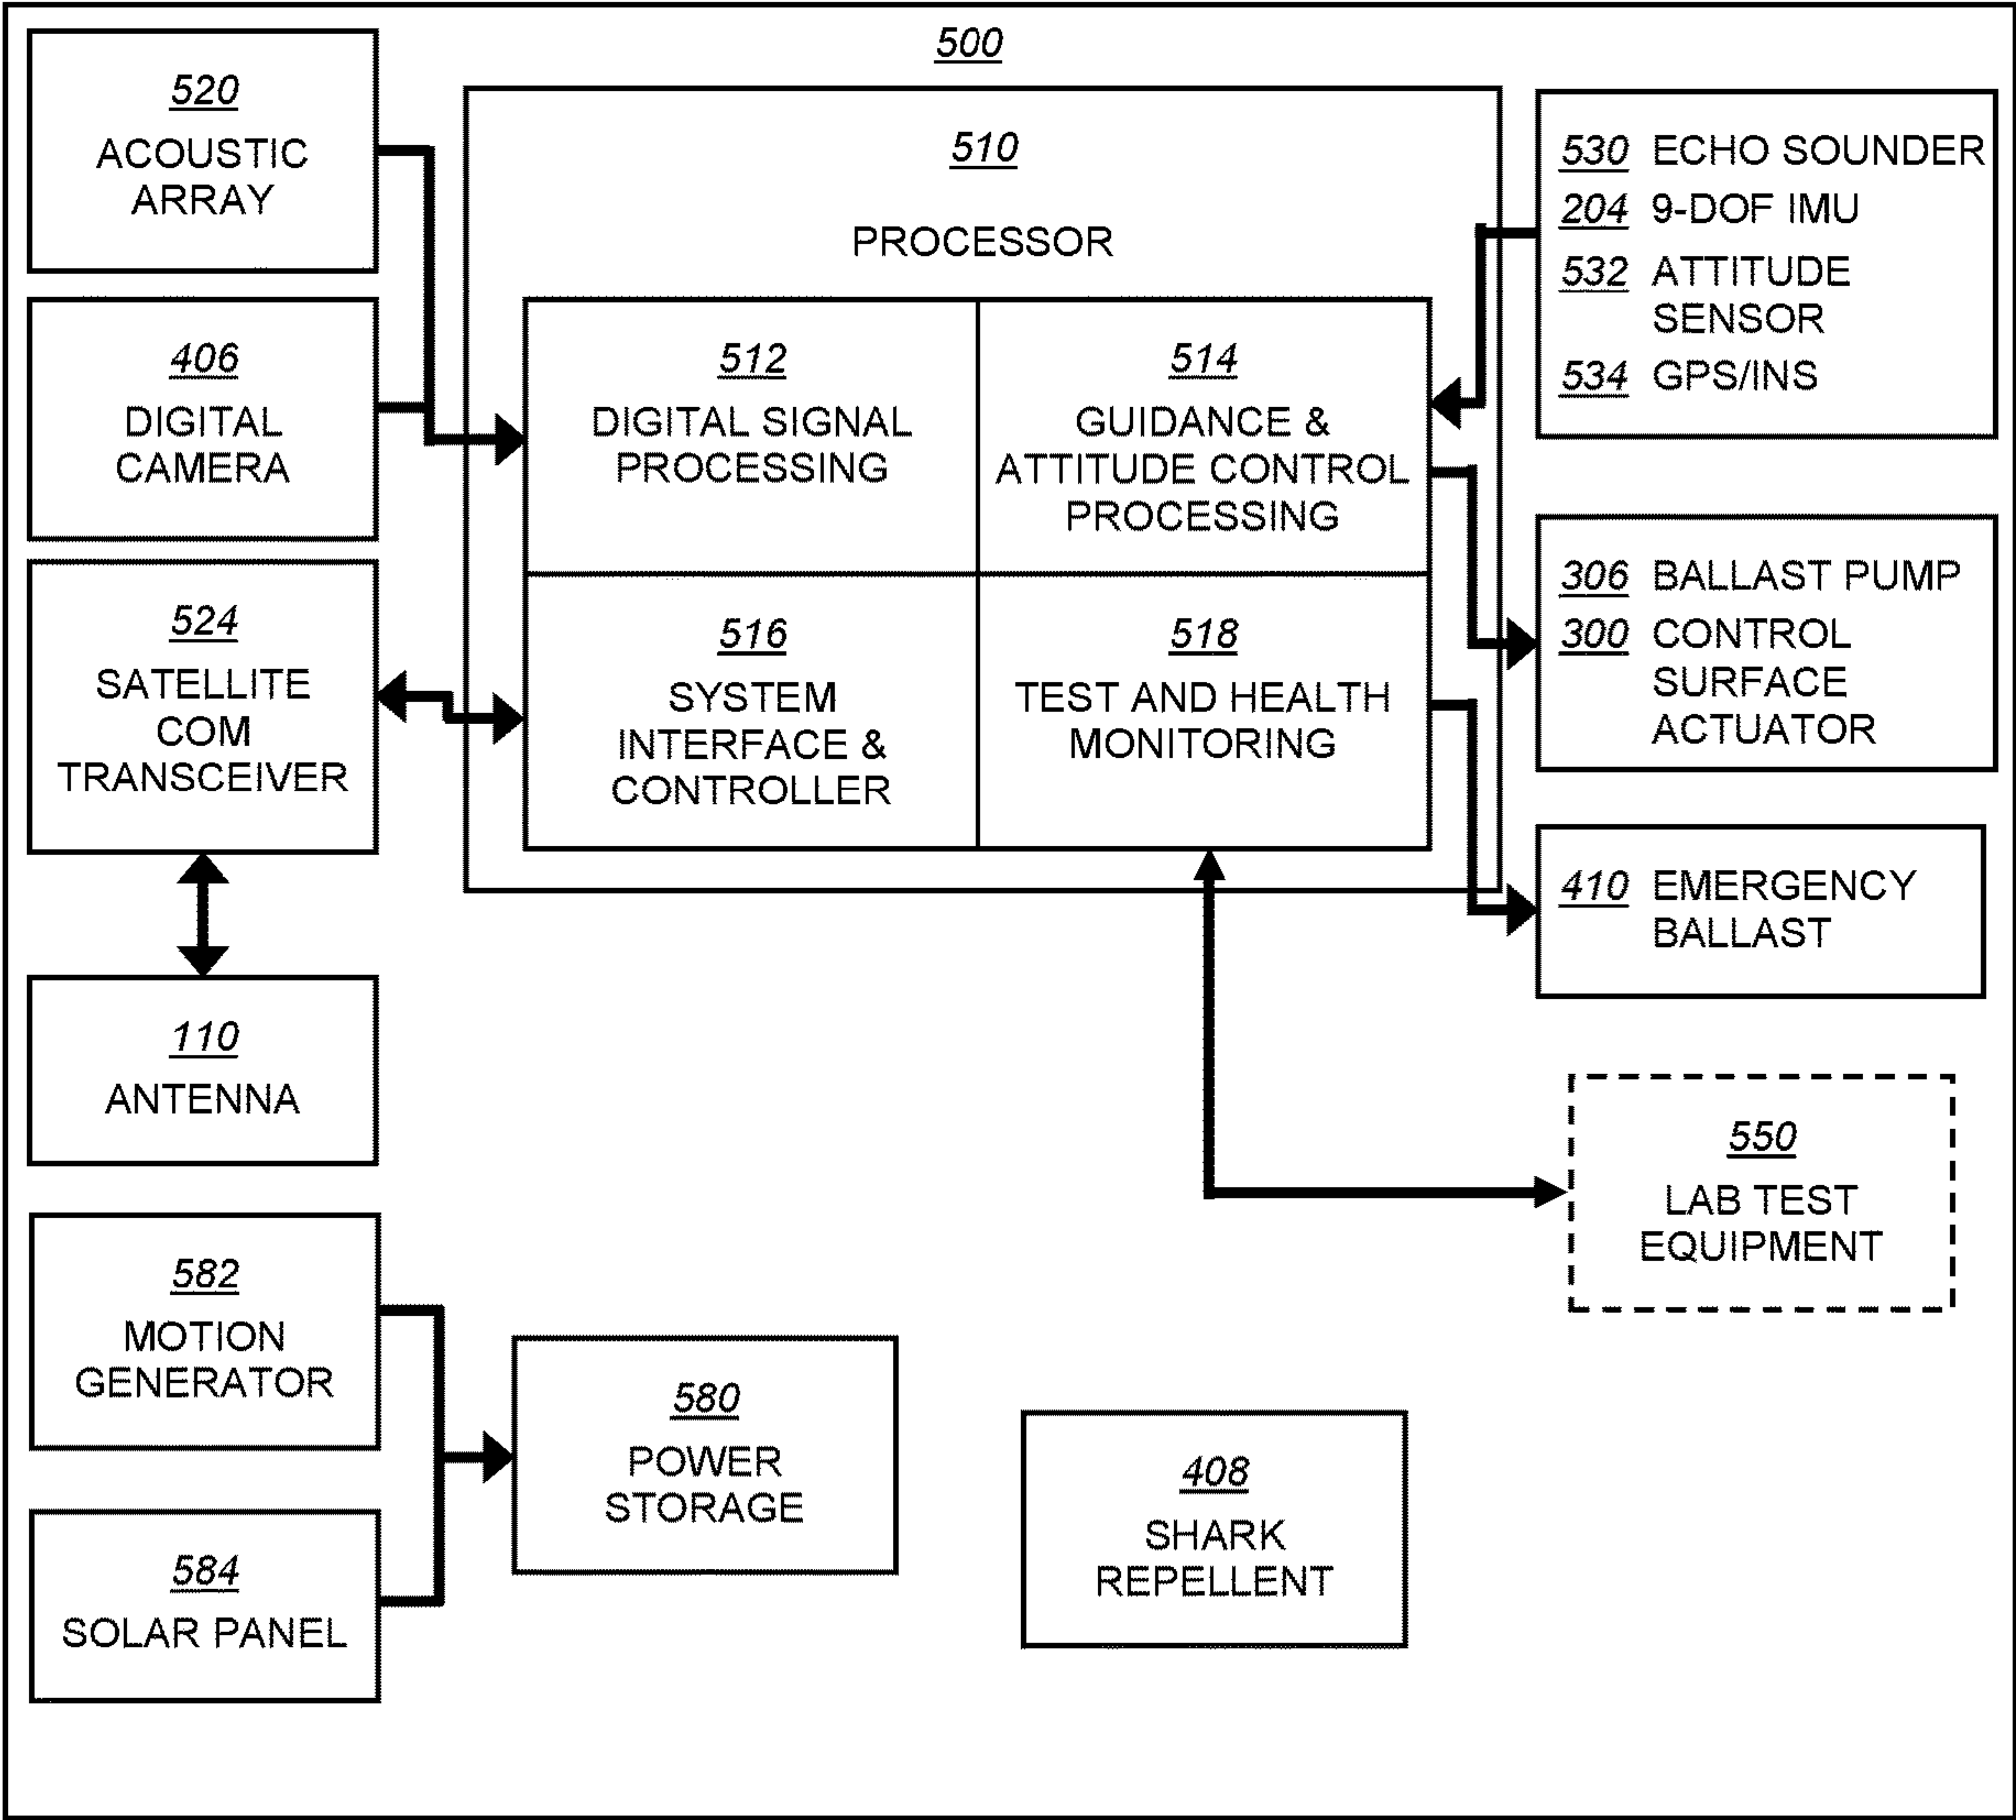 500
520
ACOUSTIC
ARRAY
406
DIGITAL
CAMERA
524
SATELLITE
COM
TRANSCEIVER
110
ANTENNA
582
MOTION
GENERATOR
584
SOLAR PANEL
510
PROCESSOR
512
DIGITAL SIGNAL
PROCESSING
514
GUIDANCE &
ATTITUDE CONTROL
PROCESSING
516
SYSTEM
INTERFACE &
CONTROLLER
518
TEST AND HEALTH
MONITORING
530 ECHO SOUNDER
204 9-DOF IMU
532 ATTITUDE
SENSOR
534 GPS/INS
306 BALLAST PUMP
300 CONTROL
SURFACE
ACTUATOR
410 EMERGENCY
BALLAST
550
LAB TEST
EQUIPMENT
580
POWER
STORAGE
408
SHARK
REPELLENT